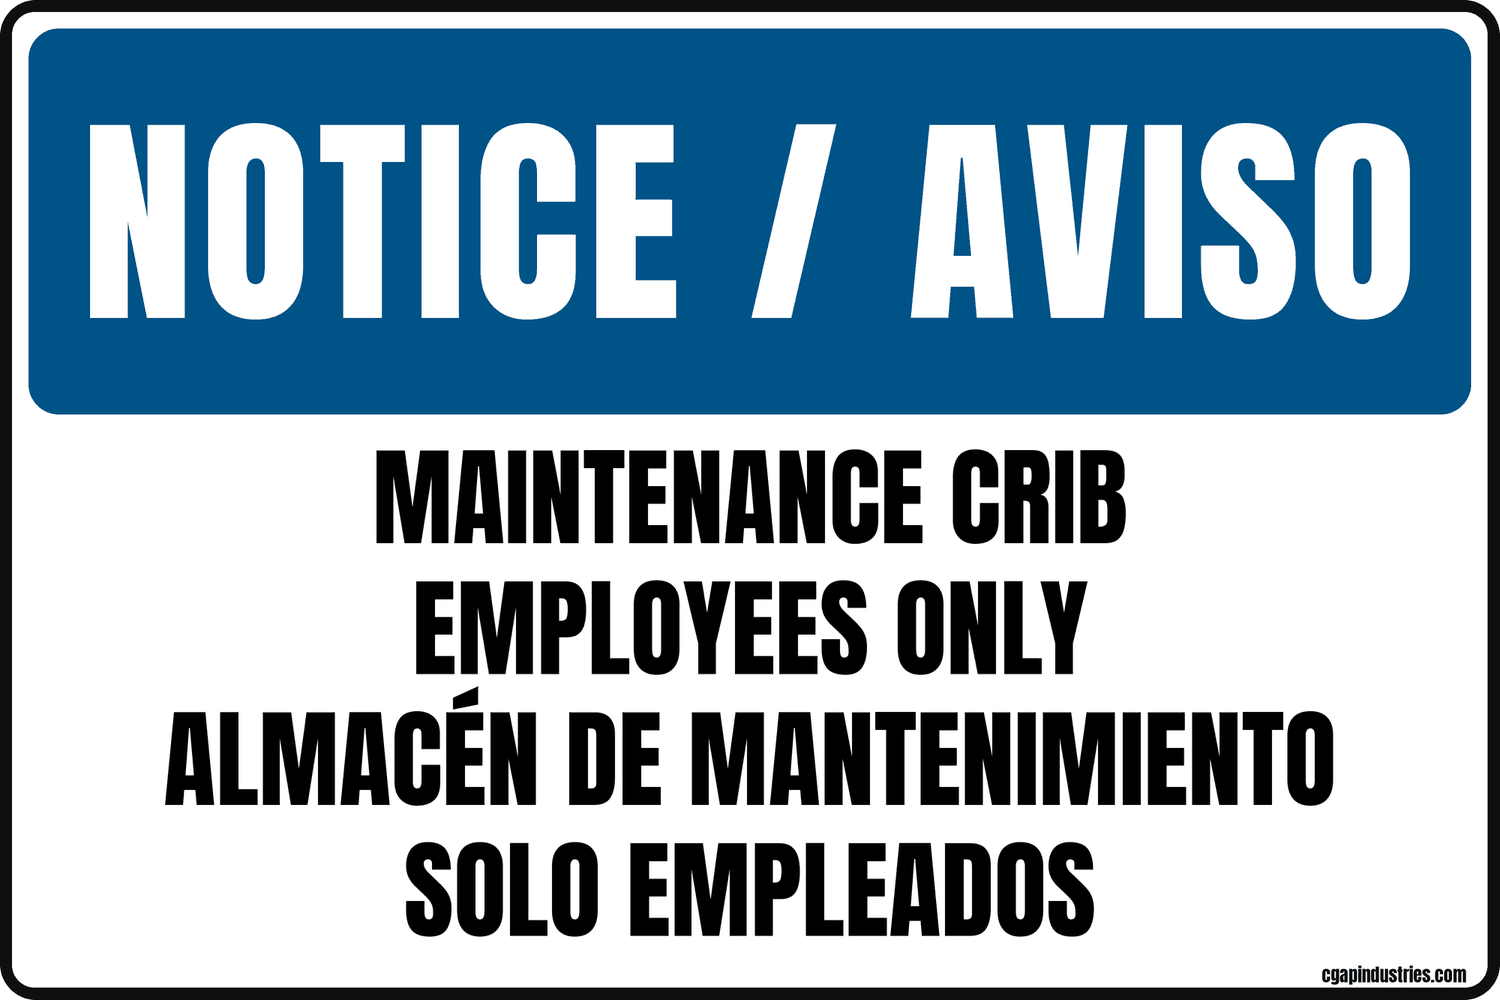 NOTICE / AVISO
MAINTENANCE CRIB
EMPLOYEES ONLY
ALMACÉN DE MANTENIMIENTO
SOLO EMPLEADOS
cgapindustries.com